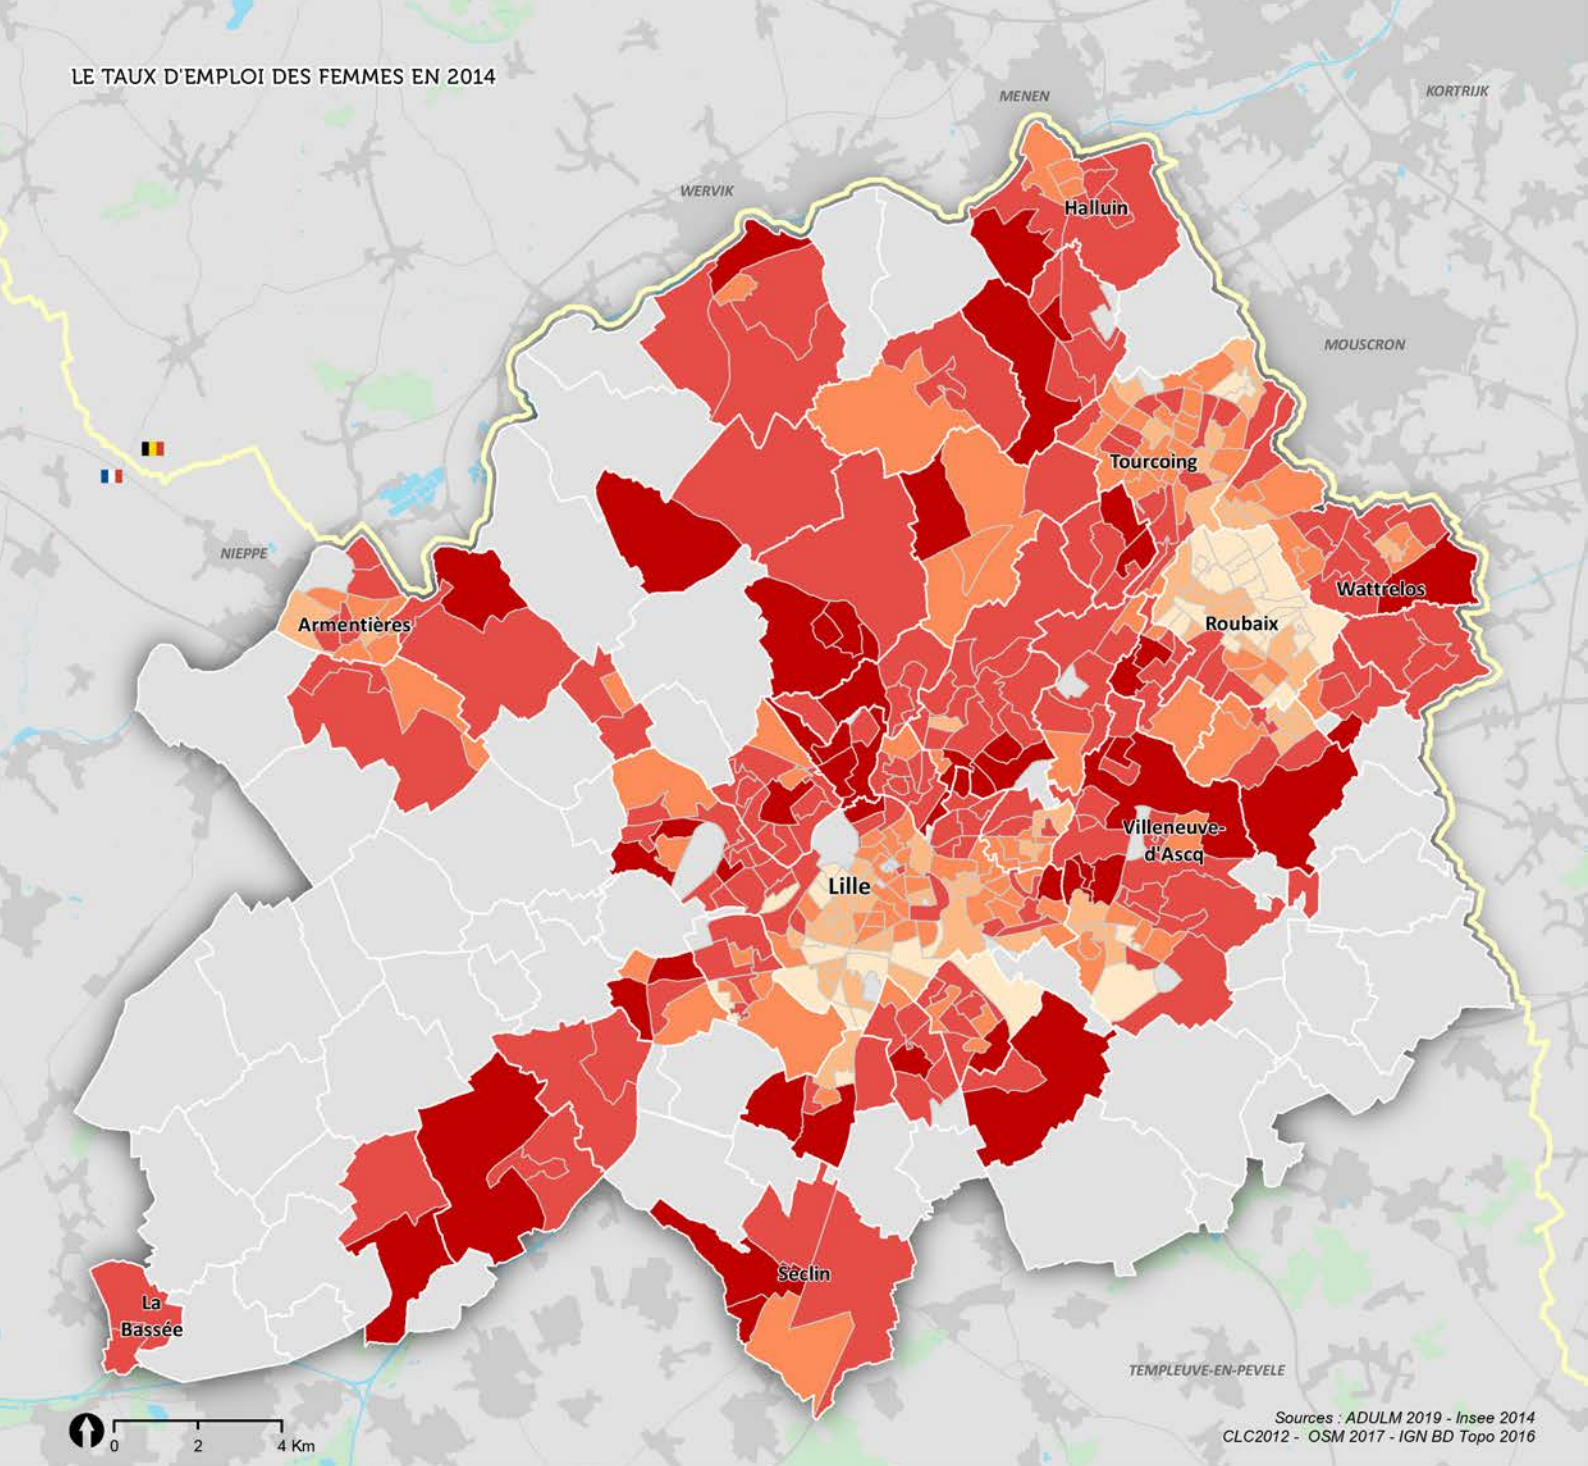 LE TAUX D'EMPLOI DES FEMMES EN 2014
MENEN
KORTRIJK
WERVIK
Halluin
MOUSCRON
Tourcoing
NIEPPE
Wattrelos
Armentières
Roubaix
Villeneuve-
d'Ascq
Lille
Seclin
La
Bassée
TEMPLEUVE-EN-PEVELE
0 2 4 Km
Sources : ADULM 2019 - Insee 2014
CLC2012 - OSM 2017 - IGN BD Topo 2016